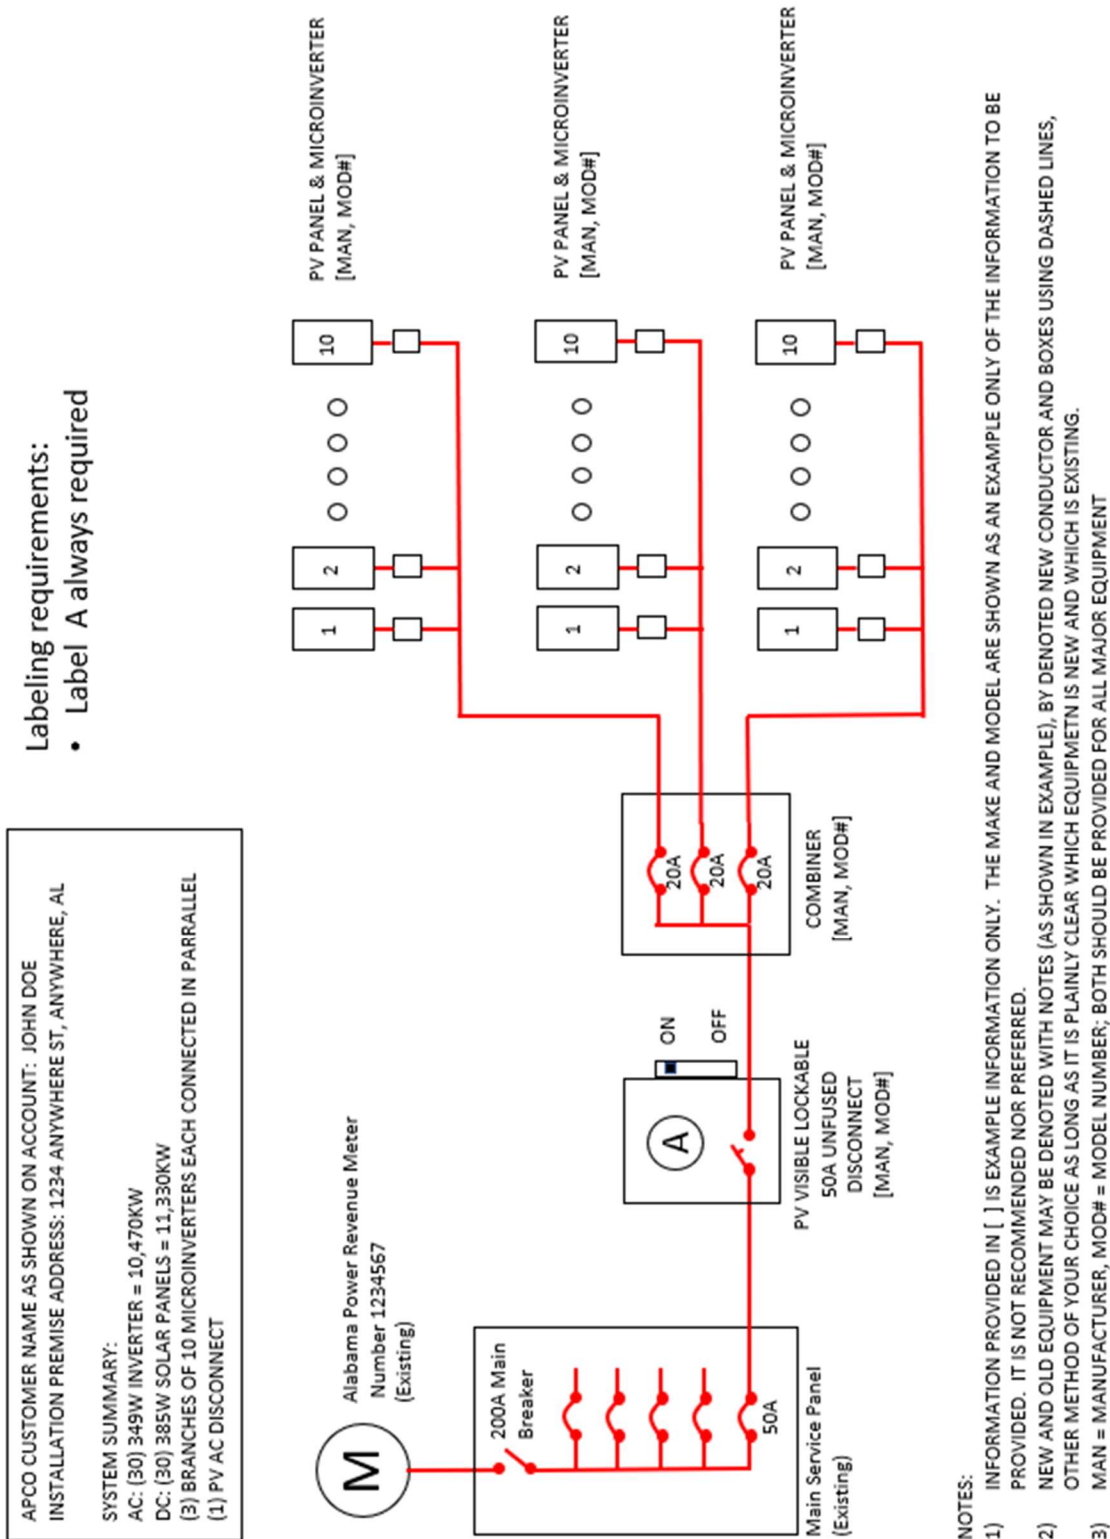 APCO CUSTOMER NAME AS SHOWN ON ACCOUNT: JOHN DOE
INSTALLATION PREMISE ADDRESS: 1234 ANYWHERE ST, ANYWHERE, AL
SYSTEM SUMMARY:
AC: (30) 349W INVERTER = 10,470KW
DC: (30) 385W SOLAR PANELS = 11,330KW
(3) BRANCHES OF 10 MICROINVERTERS EACH CONNECTED IN PARRALLEL
(1) PV AC DISCONNECT
Labeling requirements:
• Label A always required
Alabama Power Revenue Meter
Number 1234567
(Existing)
M
200A Main
Breaker
50A
Main Service Panel
(Existing)
A
ON
OFF
PV VISIBLE LOCKABLE
50A UNFUSED
DISCONNECT
[MAN, MOD#]
20A
20A
20A
COMBINER
[MAN, MOD#]
1
2
10
PV PANEL & MICROINVERTER
[MAN, MOD#]
1
2
10
PV PANEL & MICROINVERTER
[MAN, MOD#]
1
2
10
PV PANEL & MICROINVERTER
[MAN, MOD#]
NOTES:
1) INFORMATION PROVIDED IN [ ] IS EXAMPLE INFORMATION ONLY. THE MAKE AND MODEL ARE SHOWN AS AN EXAMPLE ONLY OF THE INFORMATION TO BE
PROVIDED. IT IS NOT RECOMMENDED NOR PREFERRED.
2) NEW AND OLD EQUIPMENT MAY BE DENOTED WITH NOTES (AS SHOWN IN EXAMPLE), BY DENOTED NEW CONDUCTOR AND BOXES USING DASHED LINES,
OTHER METHOD OF YOUR CHOICE AS LONG AS IT IS PLAINLY CLEAR WHICH EQUIPMETN IS NEW AND WHICH IS EXISTING.
3) MAN = MANUFACTURER, MOD# = MODEL NUMBER; BOTH SHOULD BE PROVIDED FOR ALL MAJOR EQUIPMENT